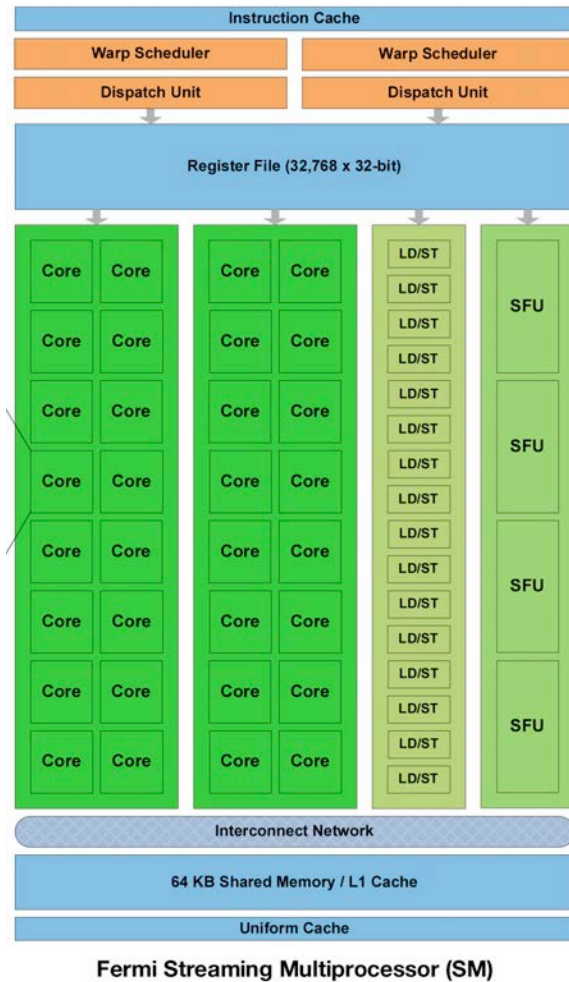 Instruction Cache
Warp Scheduler Warp Scheduler
Dispatch Unit Dispatch Unit
Register File (32,768 x 32-bit)
Core Core Core Core LD/ST
LD/ST
SFU
Core Core Core Core LD/ST
LD/ST
Core Core Core Core LD/ST
LD/ST
SFU
Core Core Core Core LD/ST
LD/ST
Core Core Core Core LD/ST
LD/ST
SFU
Core Core Core Core LD/ST
LD/ST
Core Core Core Core LD/ST
LD/ST
SFU
Core Core Core Core LD/ST
LD/ST
Interconnect Network
64 KB Shared Memory / L1 Cache
Uniform Cache
Fermi Streaming Multiprocessor (SM)